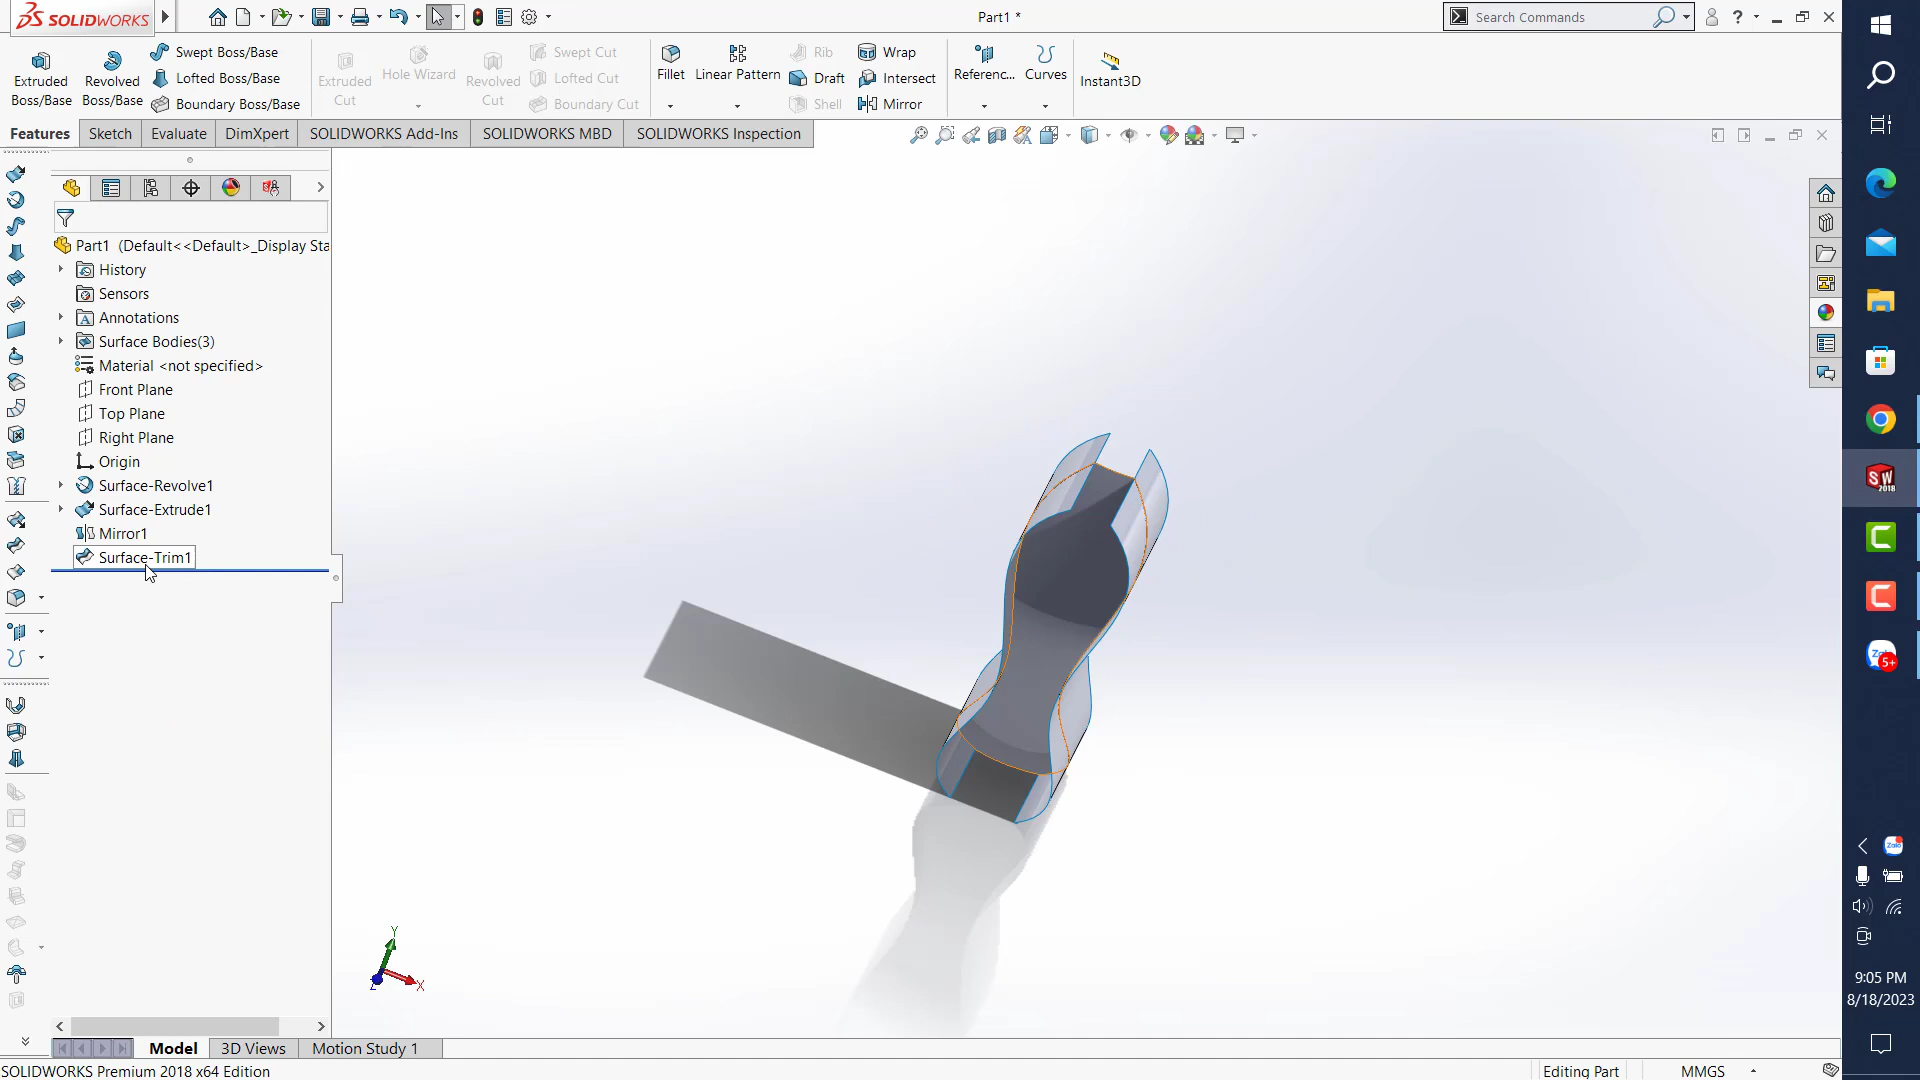 SOLIDWORKS
Part1 *
Search Commands
Extruded Boss/Base
Revolved Boss/Base
Swept Boss/Base
Lofted Boss/Base
Boundary Boss/Base
Extruded Cut
Hole Wizard
Revolved Cut
Swept Cut
Lofted Cut
Boundary Cut
Fillet
Linear Pattern
Rib
Draft
Shell
Wrap
Intersect
Mirror
Referenc...
Curves
Instant3D
Features
Sketch
Evaluate
DimXpert
SOLIDWORKS Add-Ins
SOLIDWORKS MBD
SOLIDWORKS Inspection
Part1 (Default<<Default>_Display Sta
History
Sensors
Annotations
Surface Bodies(3)
Material <not specified>
Front Plane
Top Plane
Right Plane
Origin
Surface-Revolve1
Surface-Extrude1
Mirror1
Surface-Trim1
Y
X
Z
Model
3D Views
Motion Study 1
SOLIDWORKS Premium 2018 x64 Edition
Editing Part
MMGS
SW
2018
Zalo
5+
Zalo
9:05 PM
8/18/2023